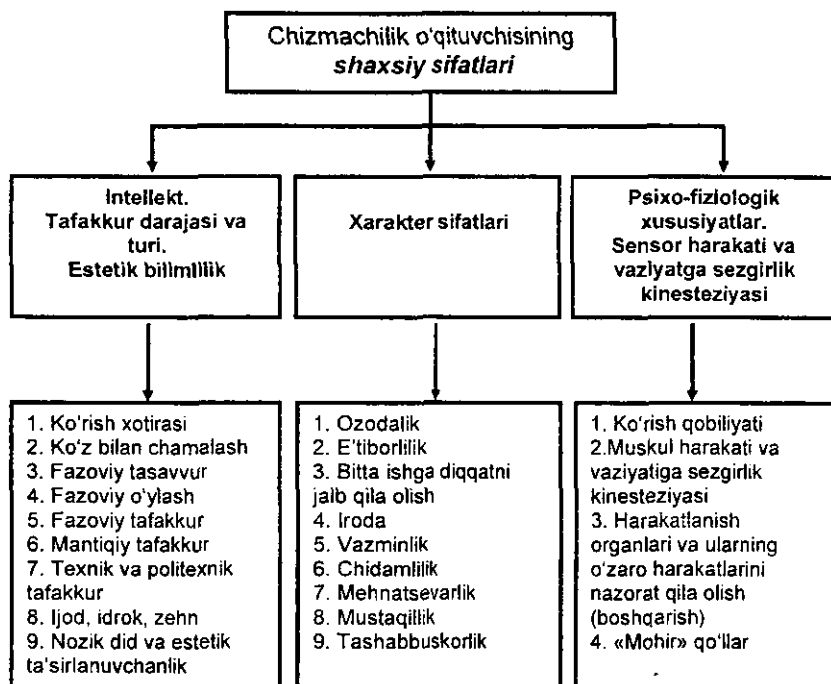 Chizmachilik o'qituvchisining
shaxsiy sifatlari
Intellekt.
Tafakkur darajasi va
turi.
Estetik bilimlilik
Xarakter sifatlari
Psixo-fiziologik
xususiyatlar.
Sensor harakati va
vaziyatga sezgirlik
kinesteziyasi
1. Ko'rish xotirasi
2. Ko'z bilan chamalash
3. Fazoviy tasavvur
4. Fazoviy o'ylash
5. Fazoviy tafakkur
6. Mantiqiy tafakkur
7. Texnik va politexnik
tafakkur
8. Ijod, idrok, zehn
9. Nozik did va estetik
ta'sirlanuvchanlik
1. Ozodalik
2. E'tiborlilik
3. Bitta ishga diqqatni
jalb qila olish
4. Iroda
5. Vazminlik
6. Chidamlilik
7. Mehnatsevarlik
8. Mustaqillik
9. Tashabbuskorlik
1. Ko'rish qobiliyati
2.Muskul harakati va
vaziyatiga sezgirlik
kinesteziyasi
3. Harakatlanish
organlari va ularning
o'zaro harakatlarini
nazorat qila olish
(boshqarish)
4. «Mohir» qo'llar